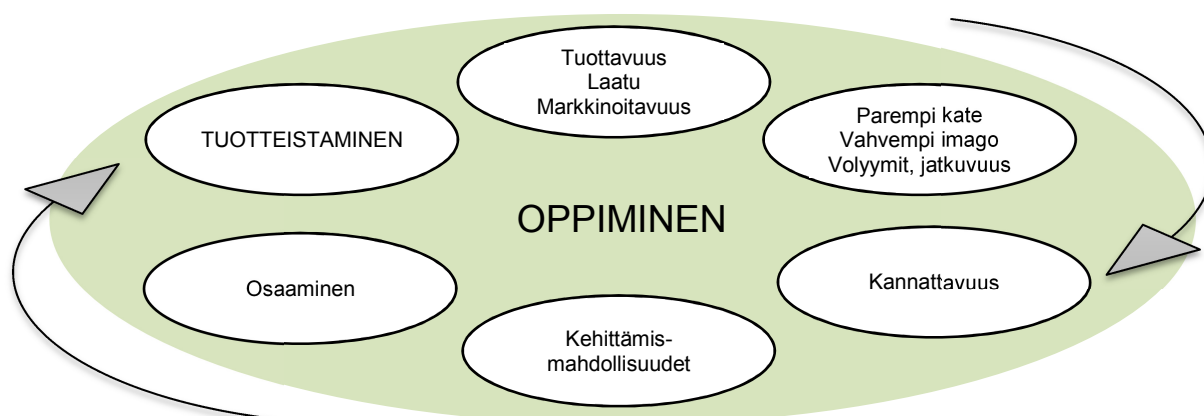 Tuottavuus
Laatu
Markkinoitavuus
TUOTTEISTAMINEN
Parempi kate
Vahvempi imago
Volyymit, jatkuvuus
OPPIMINEN
Osaaminen
Kannattavuus
Kehittämis-
mahdollisuudet